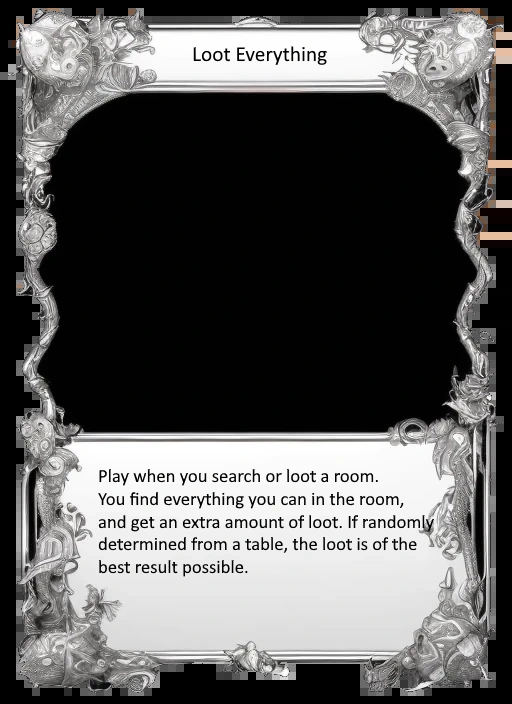 Loot Everything
Play when you search or loot a room.
You find everything you can in the room,
and get an extra amount of loot. If randomly
determined from a table, the loot is of the
best result possible.